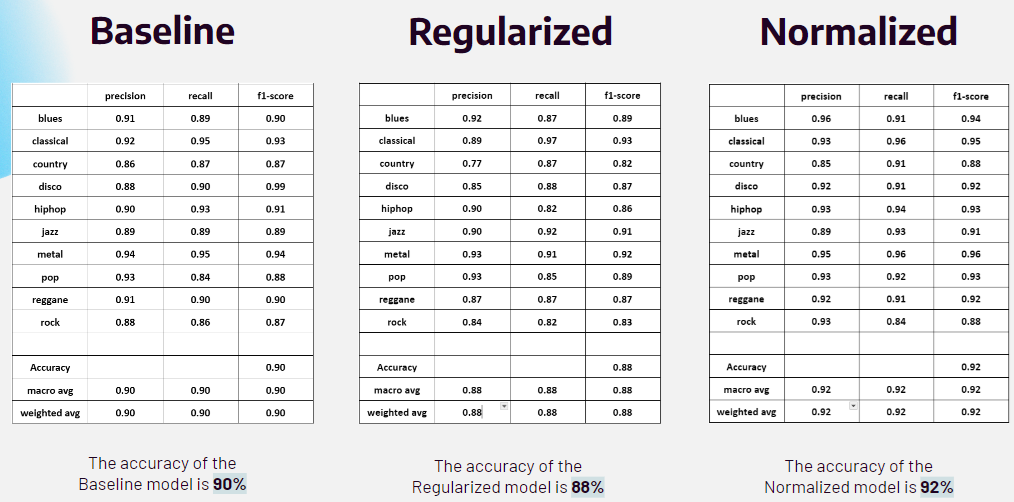 Baseline
precision recall f1-score
blues 0.91 0.89 0.90
classical 0.92 0.95 0.93
country 0.86 0.87 0.87
disco 0.88 0.90 0.99
hiphop 0.90 0.93 0.91
jazz 0.89 0.89 0.89
metal 0.94 0.95 0.94
pop 0.93 0.84 0.88
reggane 0.91 0.90 0.90
rock 0.88 0.86 0.87
Accuracy 0.90
macro avg 0.90 0.90 0.90
weighted avg 0.90 0.90 0.90
The accuracy of the
Baseline model is 90%
Regularized
precision recall f1-score
blues 0.92 0.87 0.89
classical 0.89 0.97 0.93
country 0.77 0.87 0.82
disco 0.85 0.88 0.87
hiphop 0.90 0.82 0.86
jazz 0.90 0.92 0.91
metal 0.93 0.91 0.92
pop 0.93 0.85 0.89
reggane 0.87 0.87 0.87
rock 0.84 0.82 0.83
Accuracy 0.88
macro avg 0.88 0.88 0.88
weighted avg 0.88 0.88 0.88
The accuracy of the
Regularized model is 88%
Normalized
precision recall f1-score
blues 0.96 0.91 0.94
classical 0.93 0.96 0.95
country 0.85 0.91 0.88
disco 0.92 0.91 0.92
hiphop 0.93 0.94 0.93
jazz 0.89 0.93 0.91
metal 0.95 0.96 0.96
pop 0.93 0.92 0.93
reggane 0.92 0.91 0.92
rock 0.93 0.84 0.88
Accuracy 0.92
macro avg 0.92 0.92 0.92
weighted avg 0.92 0.92 0.92
The accuracy of the
Normalized model is 92%